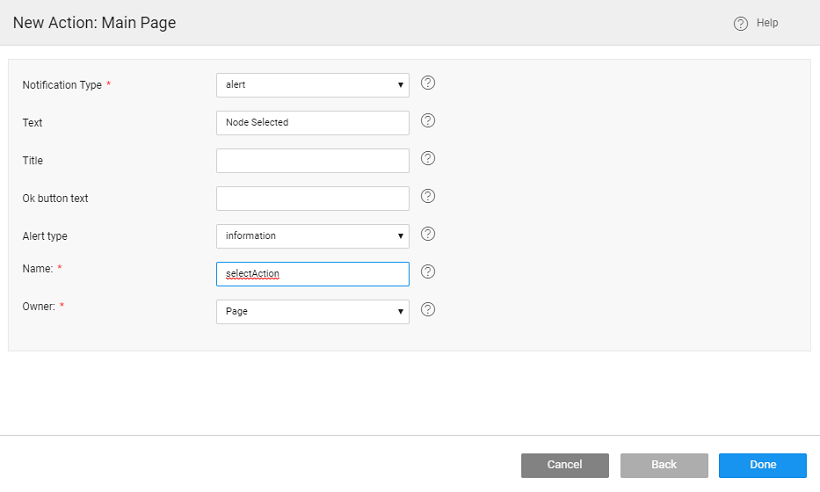 New Action: Main Page
? Help
Notification Type * alert ?
Text Node Selected ?
Title ?
Ok button text ?
Alert type information ?
Name: * selectAction ?
Owner: * Page ?
Cancel Back Done